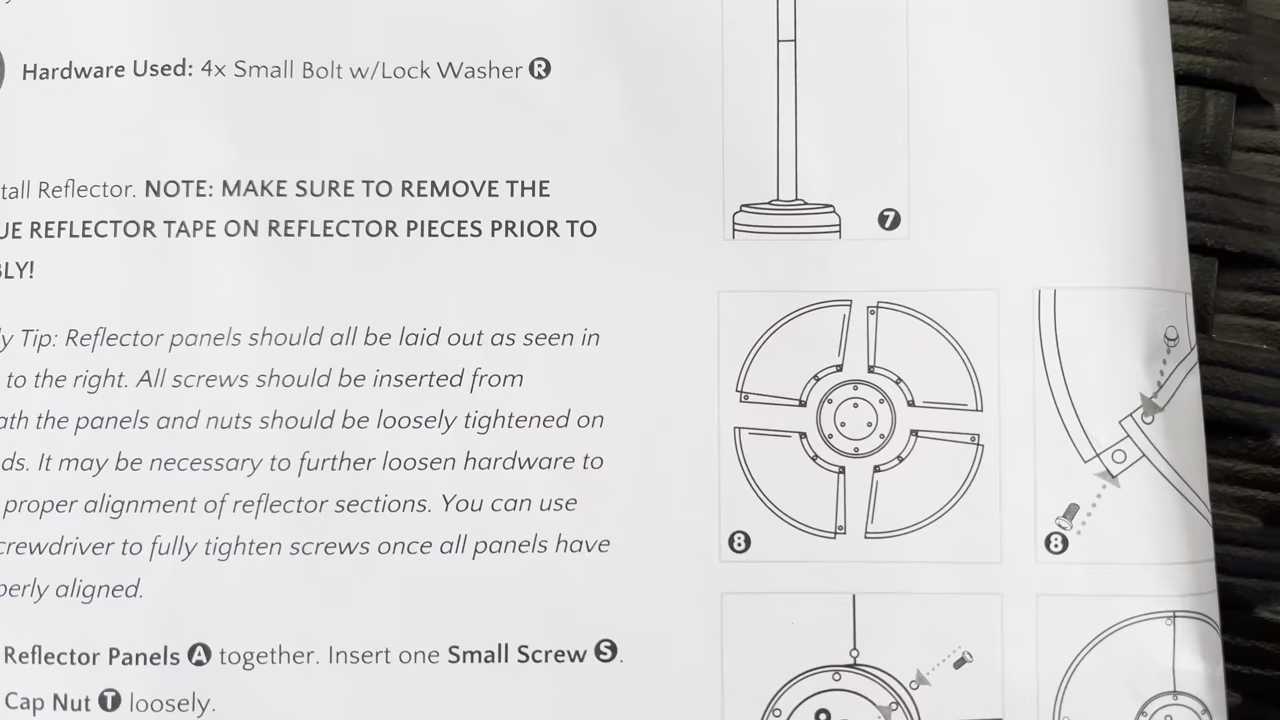 Hardware Used: 4x Small Bolt w/Lock Washer R
7
tall Reflector. NOTE: MAKE SURE TO REMOVE THE
UE REFLECTOR TAPE ON REFLECTOR PIECES PRIOR TO
BLY!
y Tip: Reflector panels should all be laid out as seen in
to the right. All screws should be inserted from
ath the panels and nuts should be loosely tightened on
ds. It may be necessary to further loosen hardware to
proper alignment of reflector sections. You can use
crewdriver to fully tighten screws once all panels have
perly aligned.
8
8
Reflector Panels A together. Insert one Small Screw S.
Cap Nut T loosely.